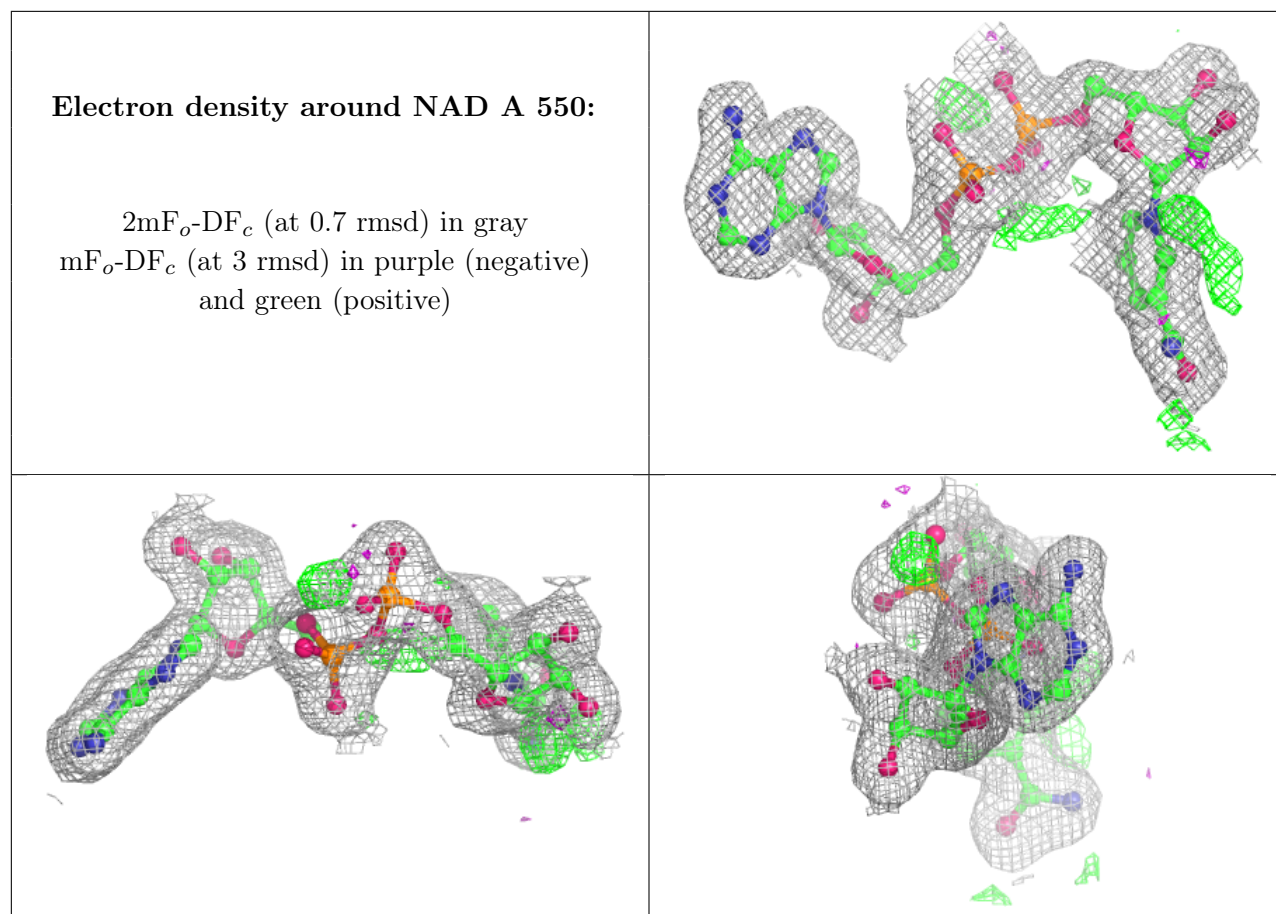 Electron density around NAD A 550:
2mFₒ-DF𝒸 (at 0.7 rmsd) in gray
mFₒ-DF𝒸 (at 3 rmsd) in purple (negative)
and green (positive)